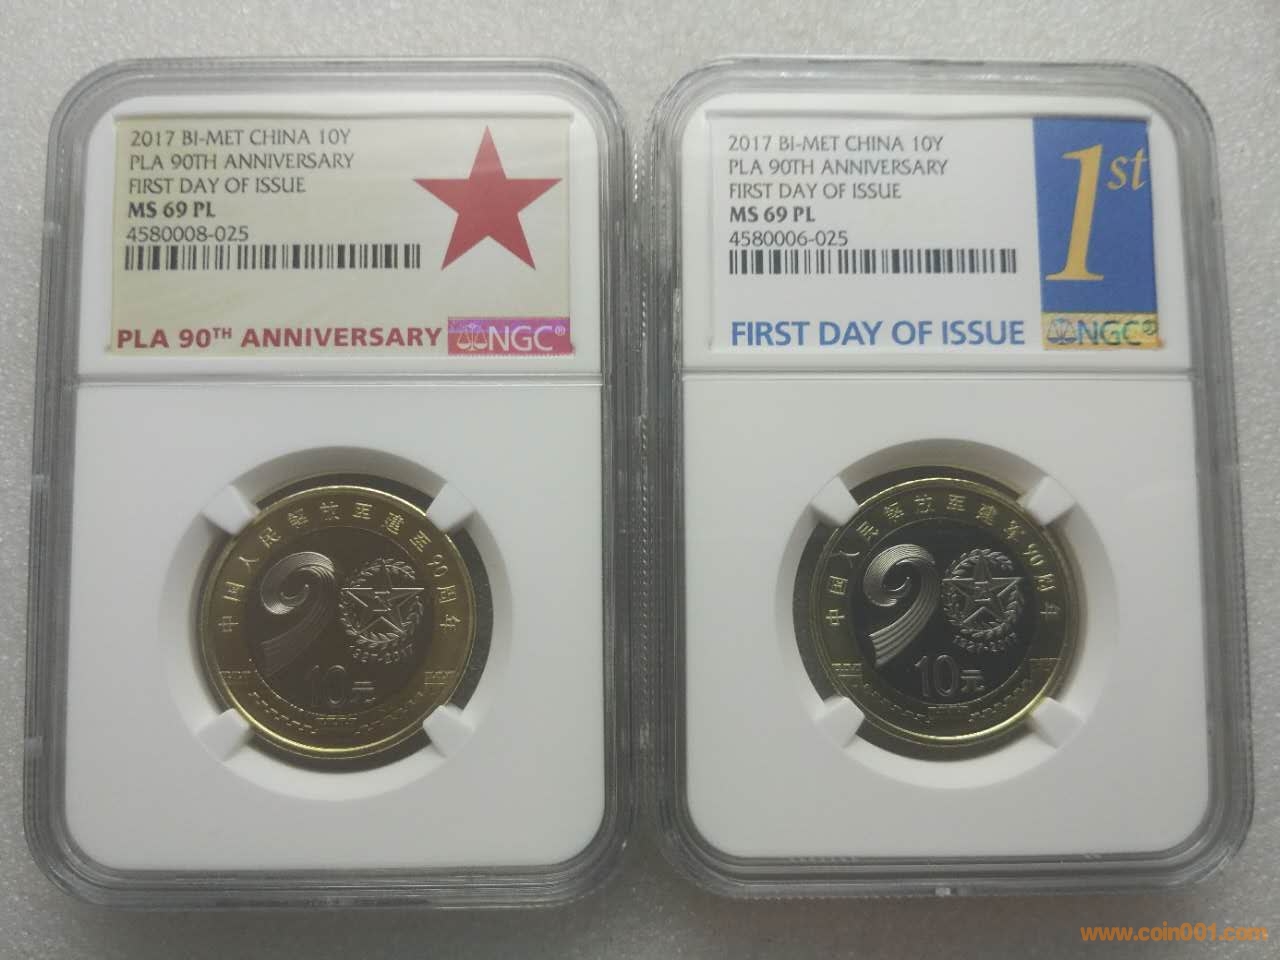 2017 BI-MET CHINA 10Y
PLA 90TH ANNIVERSARY
FIRST DAY OF ISSUE
MS 69 PL
4580008-025
PLA 90TH ANNIVERSARY
NGC®
中国人民解放军建军90周年
1927-2017
10元
2017 BI-MET CHINA 10Y
PLA 90TH ANNIVERSARY
FIRST DAY OF ISSUE
MS 69 PL
4580006-025
1st
FIRST DAY OF ISSUE
NGC®
中国人民解放军建军90周年
1927-2017
10元
www.coin001.com